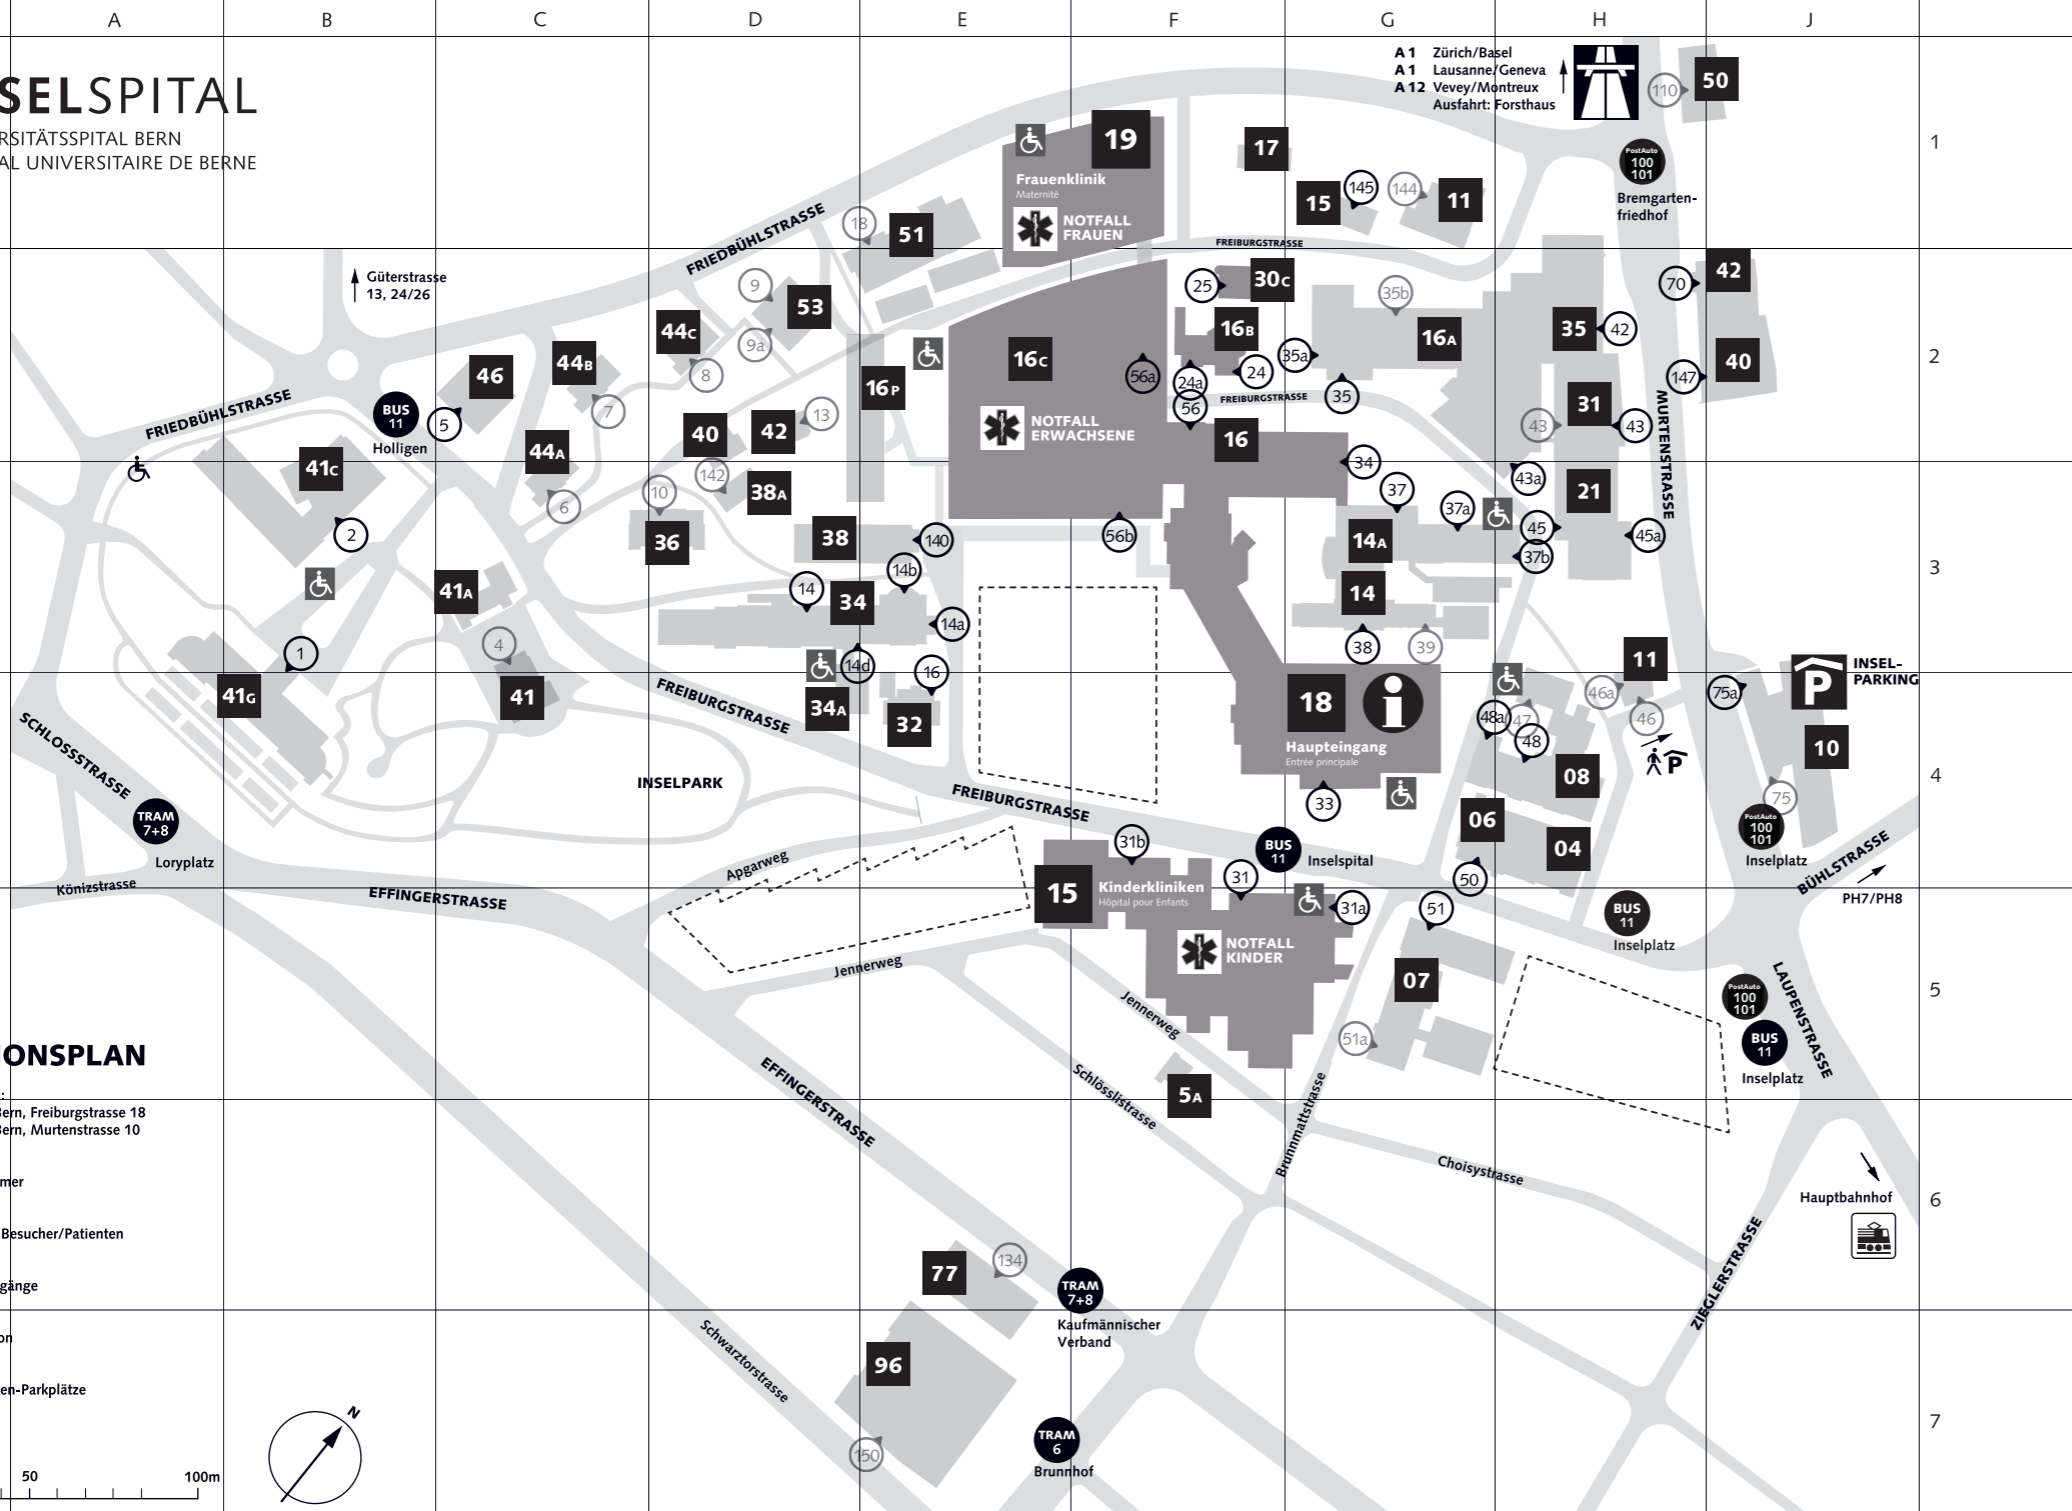 A B C D E F G H J
A 1 Zürich/Basel
A 1 Lausanne/Geneva
A 12 Vevey/Montreux
Ausfahrt: Forsthaus
110
50
SELSPITAL
RSITÄTSSPITAL BERN
AL UNIVERSITAIRE DE BERNE
1
19
Frauenklinik
Maternité
NOTFALL
FRAUEN
17
15
145
144
11
PostAuto
100
101
Bremgarten-
friedhof
FRIEDBÜHLSTRASSE
18
51
FREIBURGSTRASSE
Güterstrasse
13, 24/26
9
53
9a
44C
8
25
30C
35b
70
42
16B
16A
35
42
46
44B
7
16P
16C
56a
24a
24
35a
35
147
40
2
FRIEDBÜHLSTRASSE
BUS
11
Holligen
5
NOTFALL
ERWACHSENE
56
FREIBURGSTRASSE
31
43
43
MURTENSTRASSE
40
42
13
16
44A
41C
34
2
6
10
142
38A
37
37a
43a
21
36
38
140
56b
14A
45
45a
37b
3
14b
41A
14
34
14
14a
1
4
14d
16
38
39
11
41G
41
34A
32
18
Haupteingang
Entrée principale
48a
47
48
46a
46
75a
P
INSEL-
PARKING
SCHLOSSSTRASSE
FREIBURGSTRASSE
P
08
10
4
INSELPARK
33
75
TRAM
7+8
Loryplatz
FREIBURGSTRASSE
06
04
PostAuto
100
101
Inselplatz
BÜHLSTRASSE
PH7/PH8
31b
BUS
11
Inselspital
Königzstrasse
EFFINGERSTRASSE
Apgarweg
15
Kinderkliniken
Hôpital pour Enfants
31
31a
50
51
BUS
11
Inselplatz
NOTFALL
KINDER
Jennerweg
07
5
Jennerweg
51a
PostAuto
100
101
BUS
11
Inselplatz
LAUPENSTRASSE
ONSPLAN
:
Bern, Freiburgstrasse 18
Bern, Murtenstrasse 10
EFFINGERSTRASSE
Schlösslistrasse
5A
Brunnmattstrasse
Choisystrasse
mer
Hauptbahnhof
6
Besucher/Patienten
ZIEGLERSTRASSE
77
134
TRAM
7+8
Kaufmännischer
Verband
gänge
on
Schwarztorstrasse
96
en-Parkplätze
7
N
150
TRAM
6
Brunnhof
50 100m